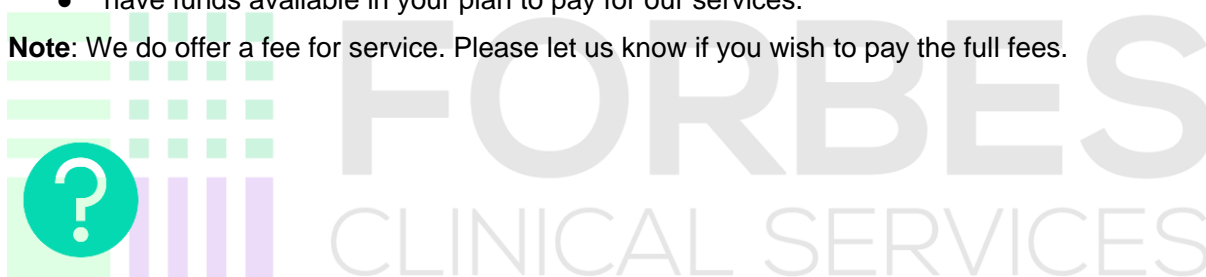 ● have funds available in your plan to pay for our services.
Note: We do offer a fee for service. Please let us know if you wish to pay the full fees.
FORBES
CLINICAL SERVICES
?